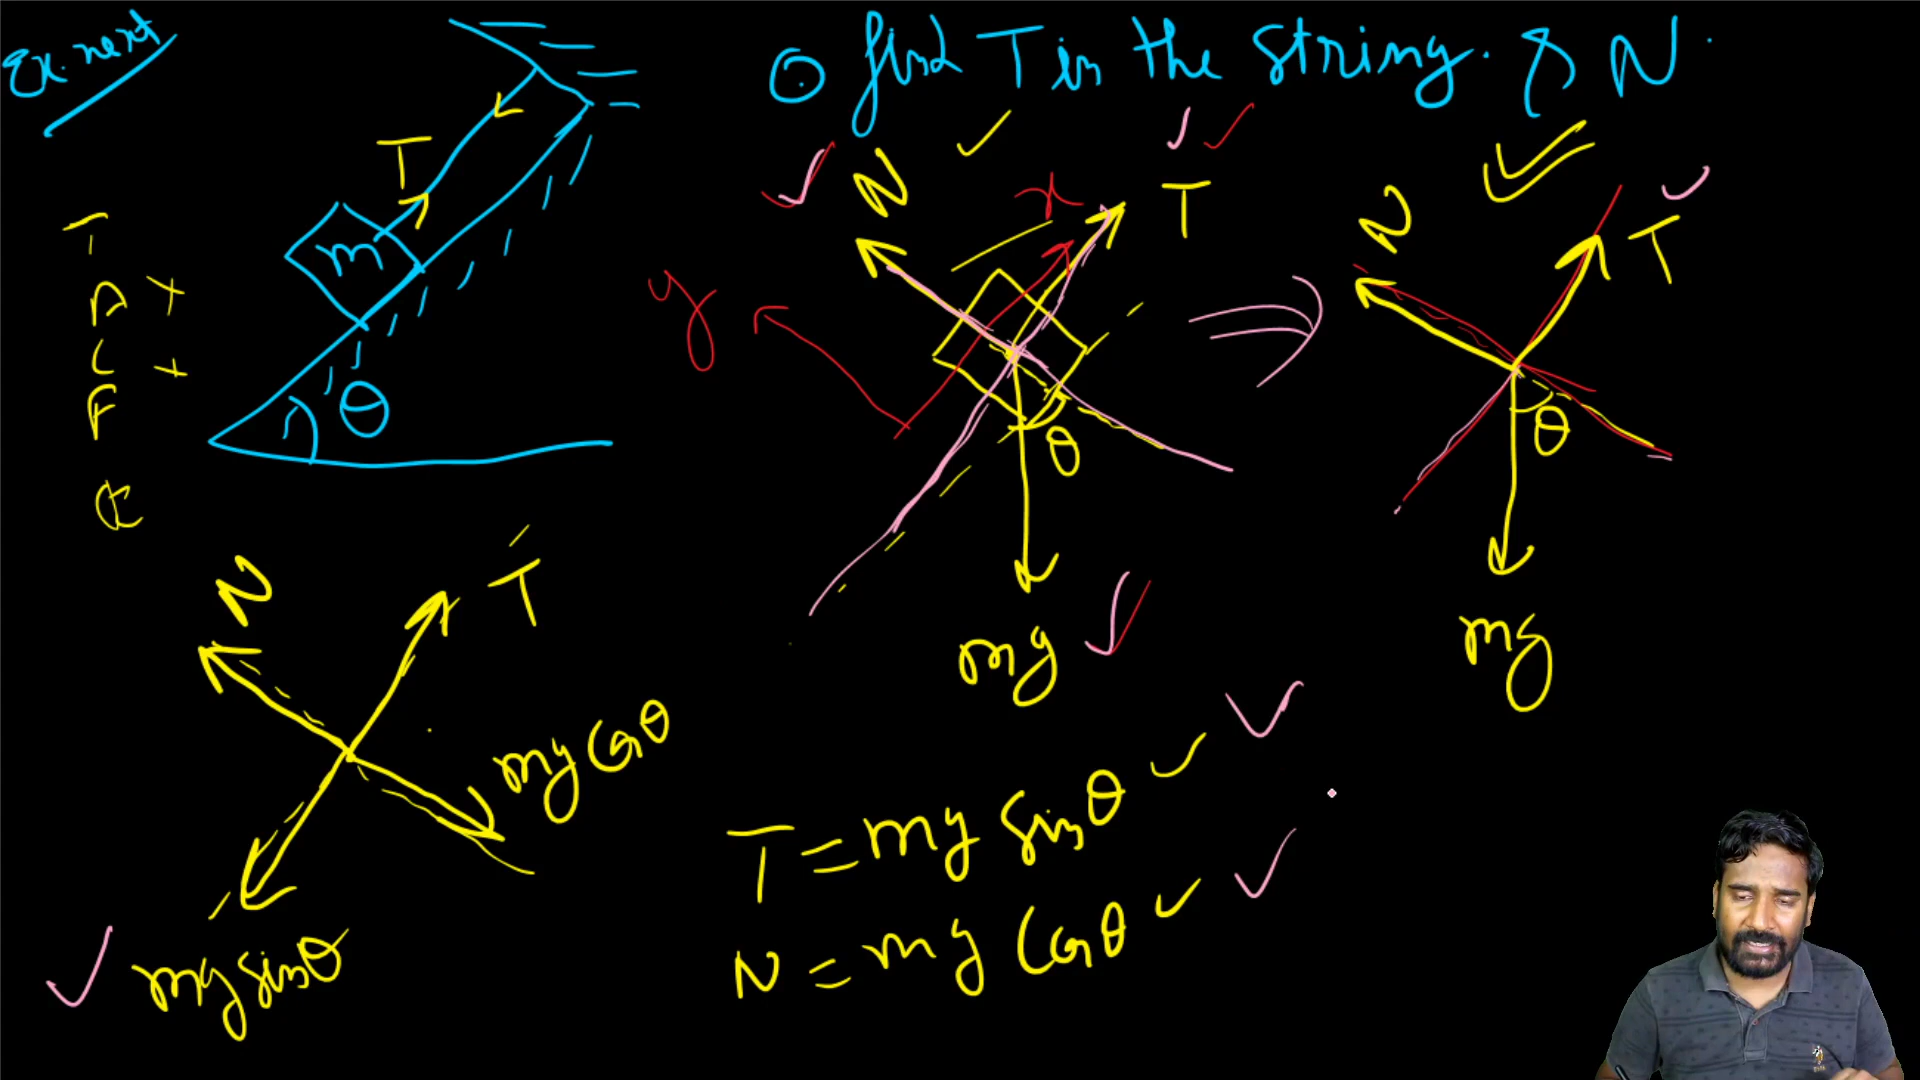 Ex. next
⊙ find T in the string. & N.
T
m
θ
T
A ×
C ×
F
N
T
x
y
θ
mg
N
T
θ
mg
N
T
mg cosθ
mg sinθ
T = mg sinθ
N = mg cosθ